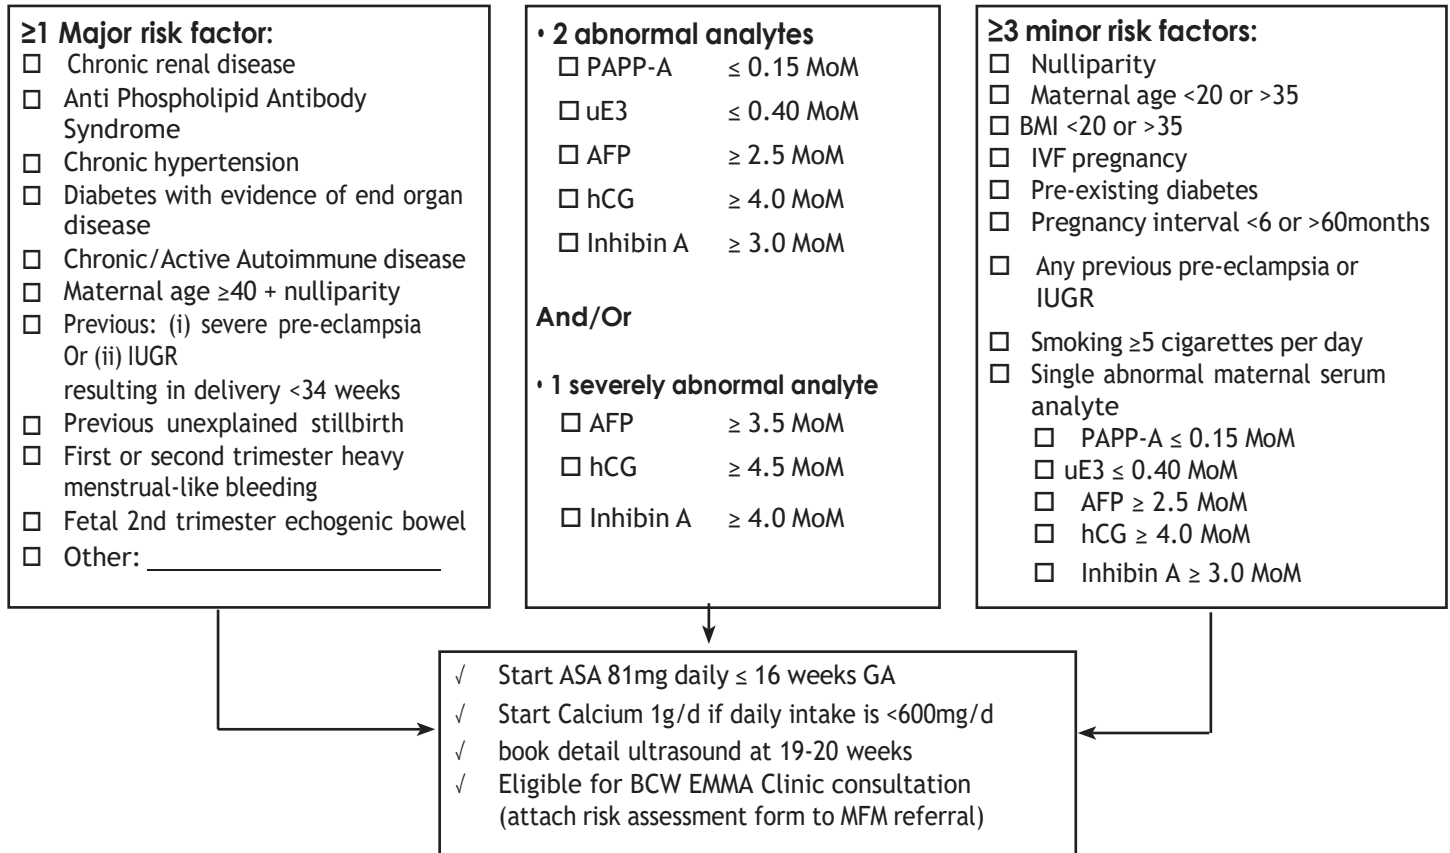 ≥1 Major risk factor:
☐ Chronic renal disease
☐ Anti Phospholipid Antibody
Syndrome
☐ Chronic hypertension
☐ Diabetes with evidence of end organ
disease
☐ Chronic/Active Autoimmune disease
☐ Maternal age ≥40 + nulliparity
☐ Previous: (i) severe pre-eclampsia
Or (ii) IUGR
resulting in delivery <34 weeks
☐ Previous unexplained stillbirth
☐ First or second trimester heavy
menstrual-like bleeding
☐ Fetal 2nd trimester echogenic bowel
☐ Other: ____________________
• 2 abnormal analytes
☐ PAPP-A ≤ 0.15 MoM
☐ uE3 ≤ 0.40 MoM
☐ AFP ≥ 2.5 MoM
☐ hCG ≥ 4.0 MoM
☐ Inhibin A ≥ 3.0 MoM
And/Or
• 1 severely abnormal analyte
☐ AFP ≥ 3.5 MoM
☐ hCG ≥ 4.5 MoM
☐ Inhibin A ≥ 4.0 MoM
≥3 minor risk factors:
☐ Nulliparity
☐ Maternal age <20 or >35
☐ BMI <20 or >35
☐ IVF pregnancy
☐ Pre-existing diabetes
☐ Pregnancy interval <6 or >60months
☐ Any previous pre-eclampsia or
IUGR
☐ Smoking ≥5 cigarettes per day
☐ Single abnormal maternal serum
analyte
☐ PAPP-A ≤ 0.15 MoM
☐ uE3 ≤ 0.40 MoM
☐ AFP ≥ 2.5 MoM
☐ hCG ≥ 4.0 MoM
☐ Inhibin A ≥ 3.0 MoM
√ Start ASA 81mg daily ≤ 16 weeks GA
√ Start Calcium 1g/d if daily intake is <600mg/d
√ book detail ultrasound at 19-20 weeks
√ Eligible for BCW EMMA Clinic consultation
(attach risk assessment form to MFM referral)